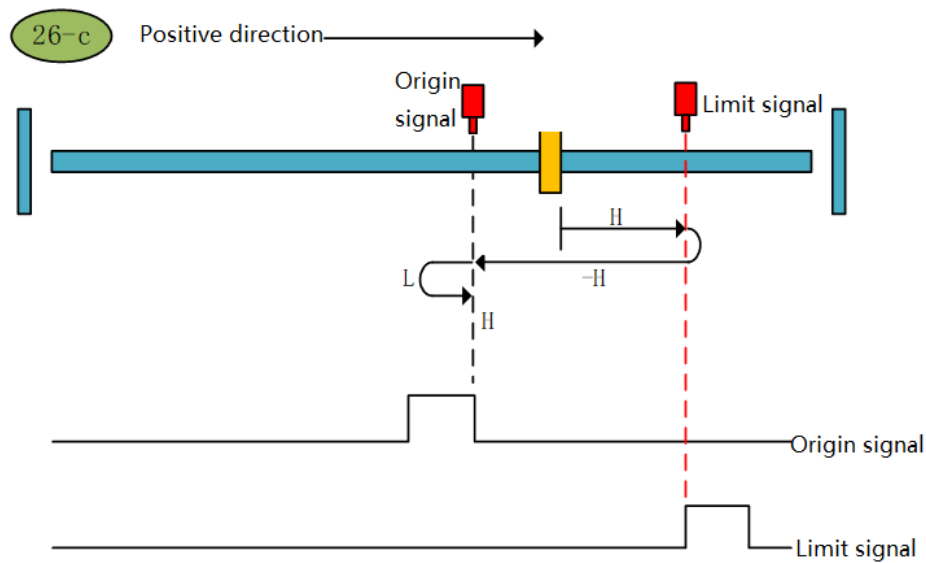 26-c
Positive direction
Origin
signal
Limit signal
H
-H
L
H
Origin signal
Limit signal